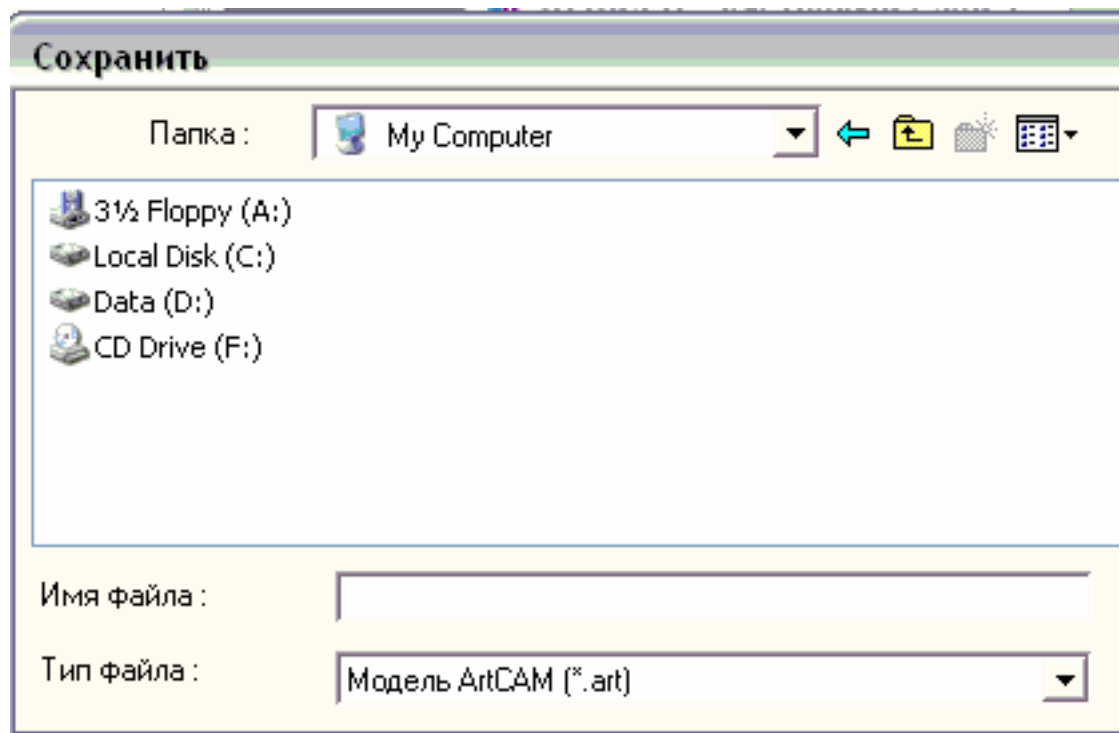 Сохранить
Папка : My Computer
3½ Floppy (A:)
Local Disk (C:)
Data (D:)
CD Drive (F:)
Имя файла :
Тип файла : Модель ArtCAM (*.art)